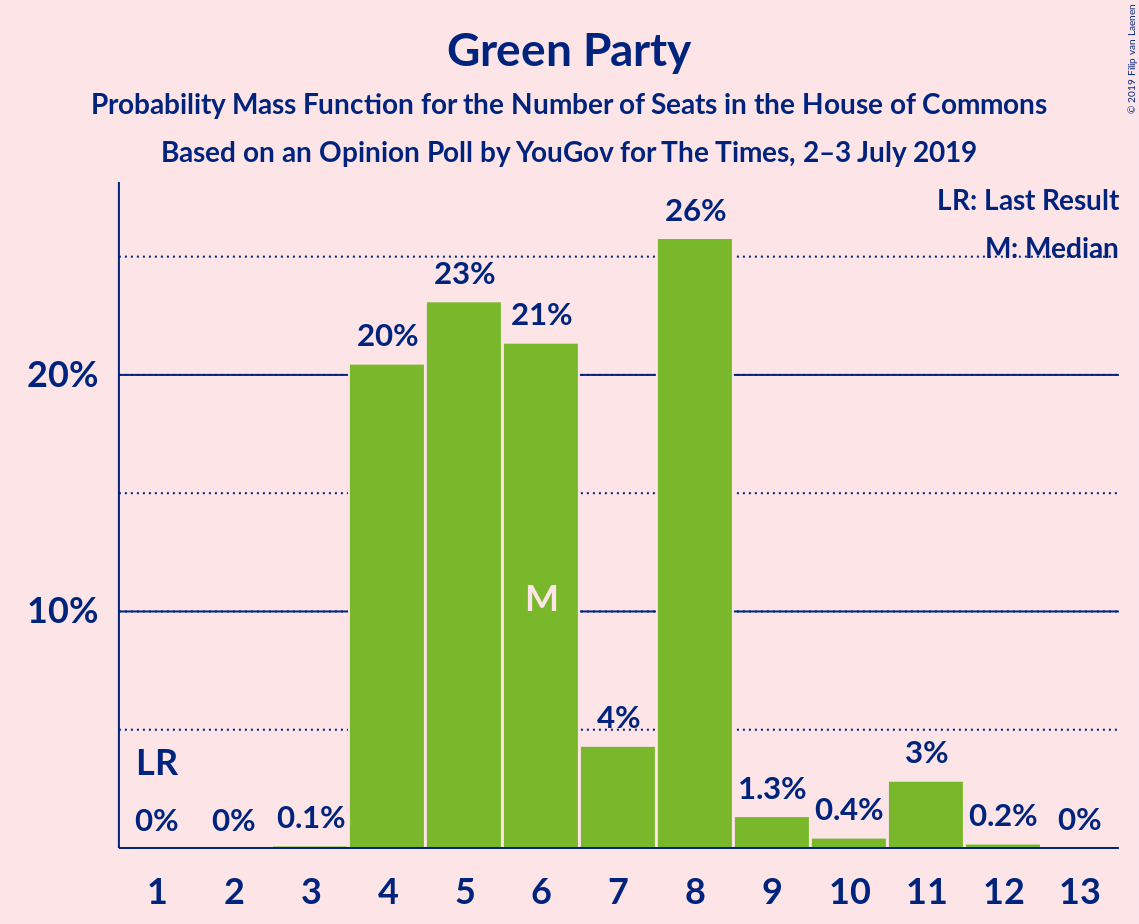 Green Party
Probability Mass Function for the Number of Seats in the House of Commons
Based on an Opinion Poll by YouGov for The Times, 2–3 July 2019
© 2019 Filip van Laenen
LR: Last Result
M: Median
26%
23%
21%
20%
20%
10%
M
4%
3%
LR
1.3%
0.4%
0.2%
0%
0%
0%
0.1%
1 2 3 4 5 6 7 8 9 10 11 12 13